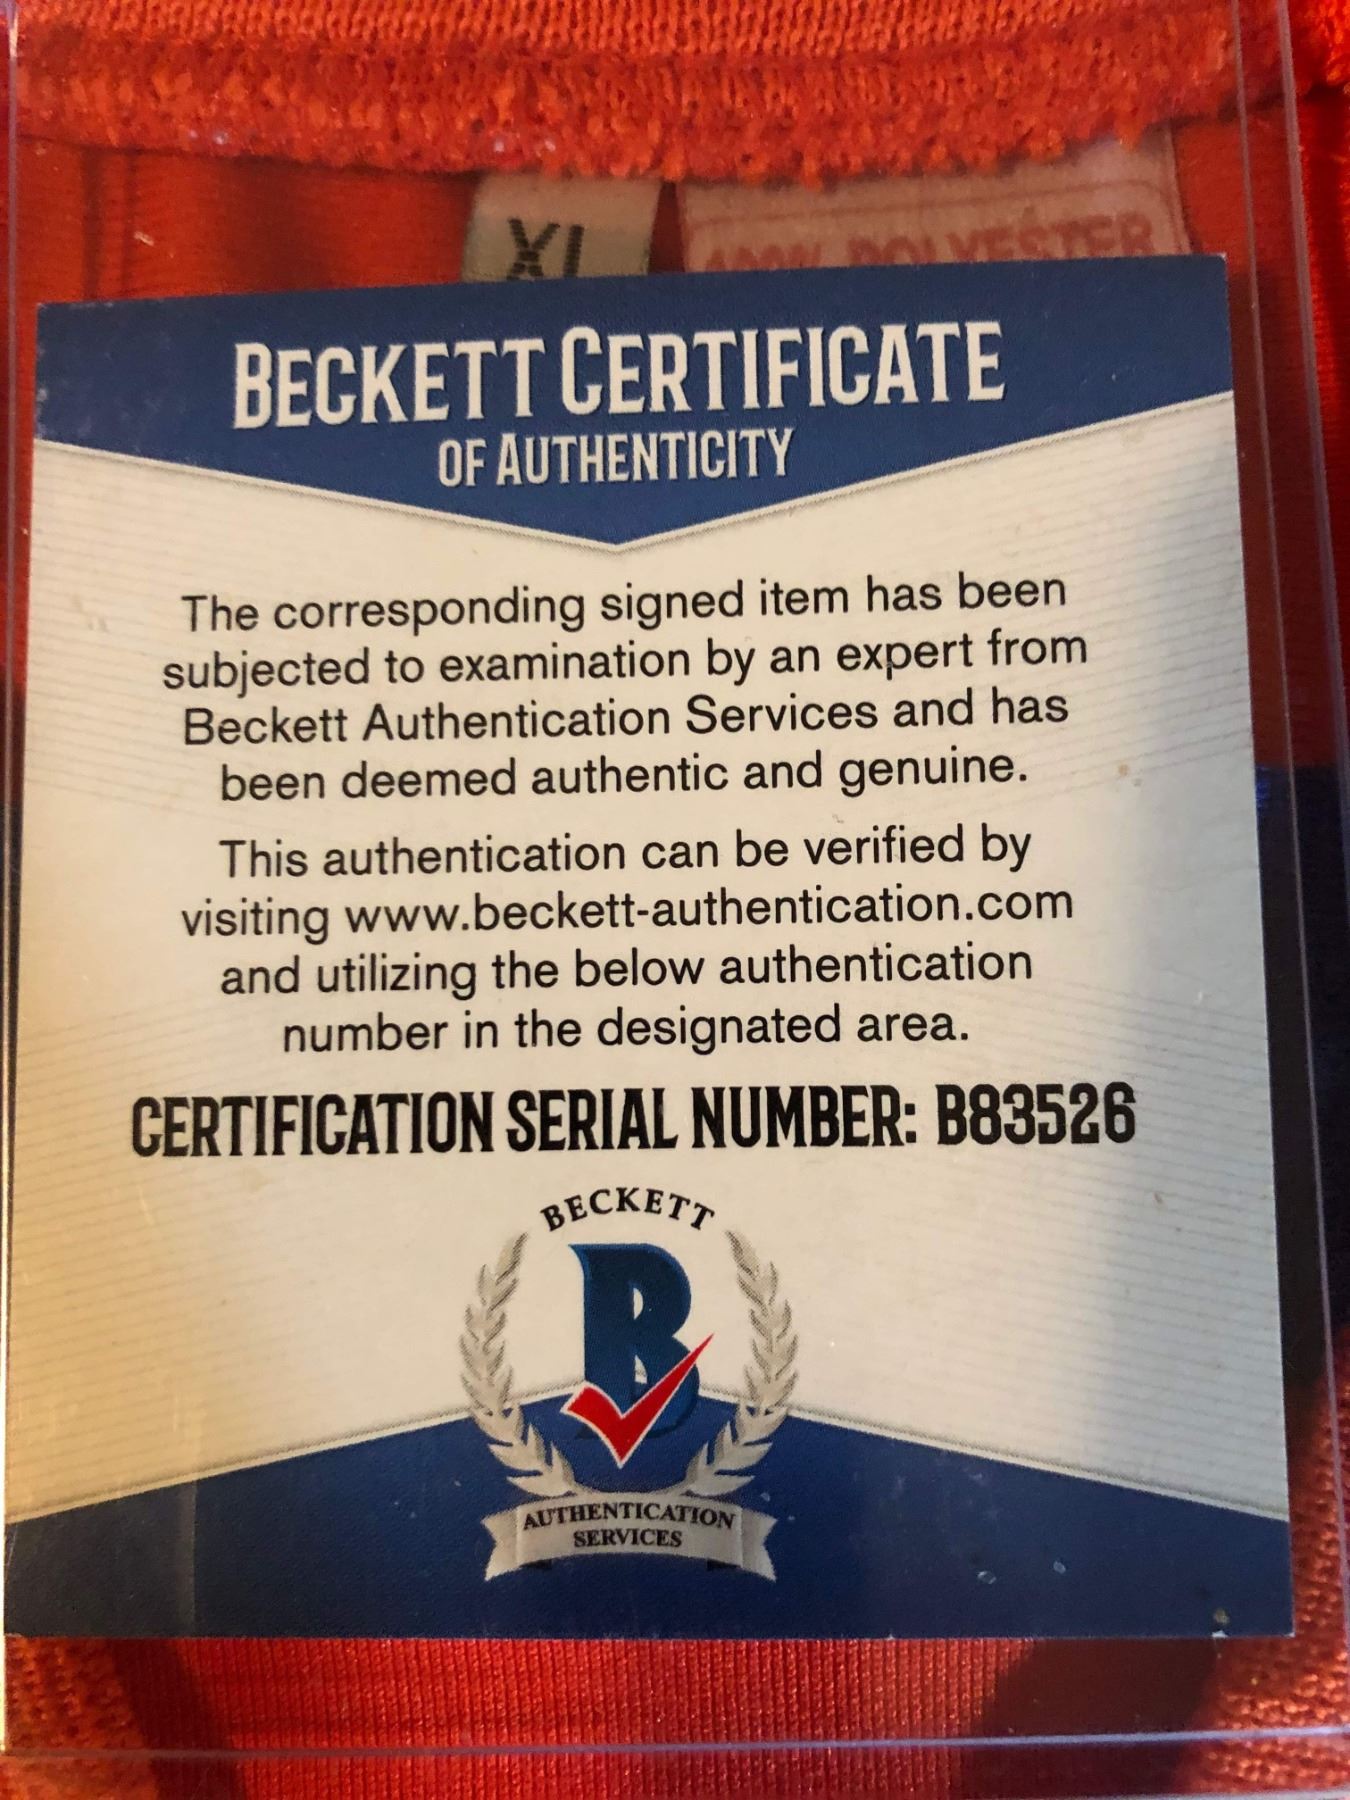 XL
100% POLYESTER
BECKETT CERTIFICATE
OF AUTHENTICITY
The corresponding signed item has been
subjected to examination by an expert from
Beckett Authentication Services and has
been deemed authentic and genuine.
This authentication can be verified by
visiting www.beckett-authentication.com
and utilizing the below authentication
number in the designated area.
CERTIFICATION SERIAL NUMBER: B83526
BECKETT
B
AUTHENTICATION
SERVICES